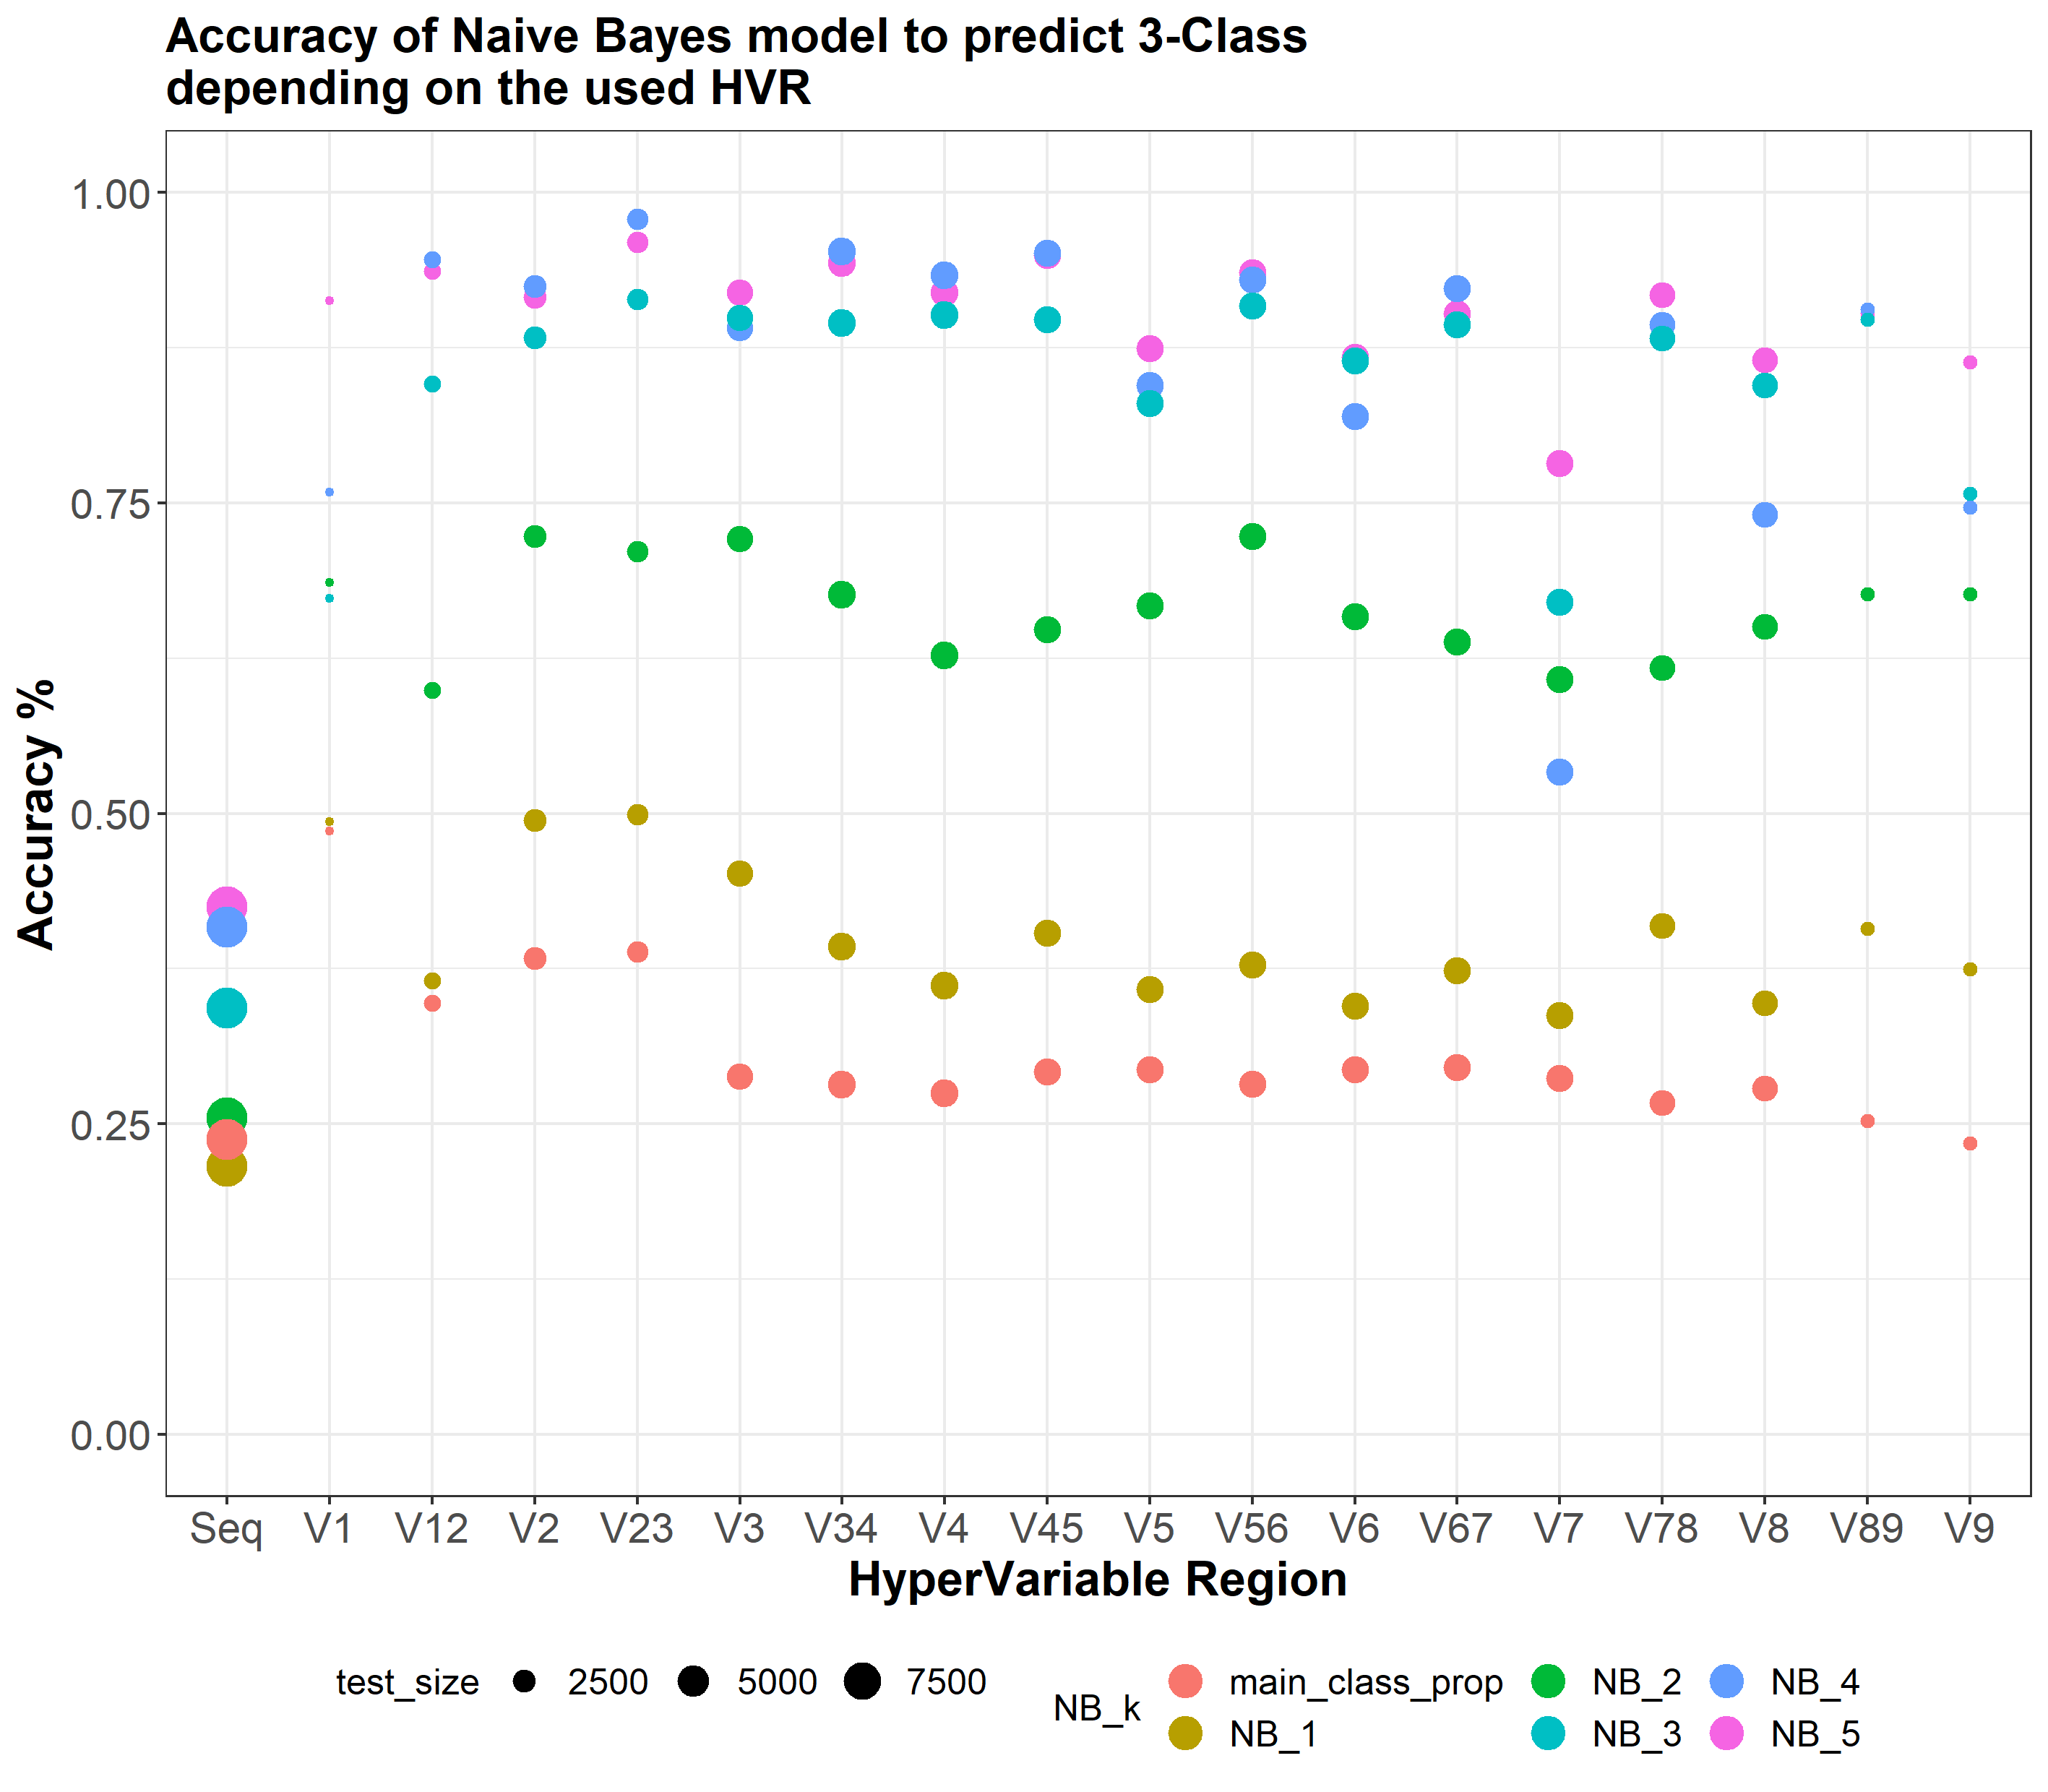 Accuracy of Naive Bayes model to predict 3-Class
depending on the used HVR
Accuracy %
1.00
0.75
0.50
0.25
0.00
Seq V1 V12 V2 V23 V3 V34 V4 V45 V5 V56 V6 V67 V7 V78 V8 V89 V9
HyperVariable Region
test_size 2500 5000 7500
NB_k
main_class_prop NB_2 NB_4
NB_1 NB_3 NB_5